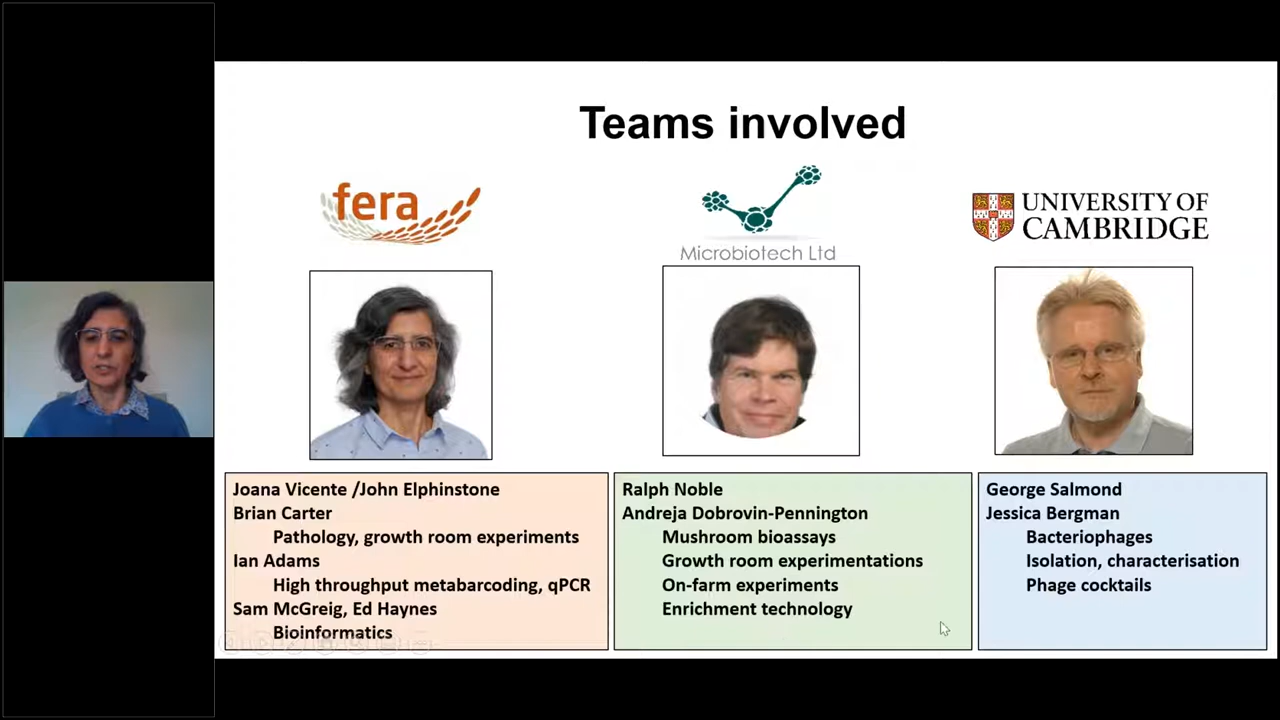 Teams involved
fera
Microbiotech Ltd
UNIVERSITY OF
CAMBRIDGE
Joana Vicente /John Elphinstone
Brian Carter
Pathology, growth room experiments
Ian Adams
High throughput metabarcoding, qPCR
Sam McGreig, Ed Haynes
Bioinformatics
Ralph Noble
Andreja Dobrovin-Pennington
Mushroom bioassays
Growth room experimentations
On-farm experiments
Enrichment technology
George Salmond
Jessica Bergman
Bacteriophages
Isolation, characterisation
Phage cocktails